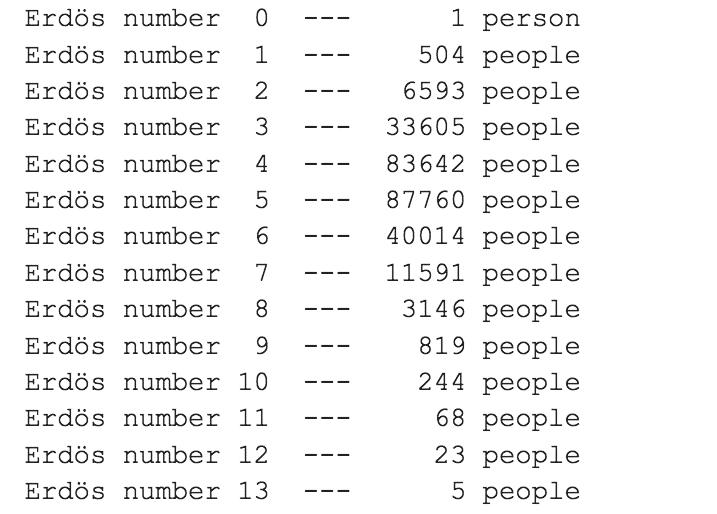 Erdös number  0  ---       1 person
Erdös number  1  ---     504 people
Erdös number  2  ---    6593 people
Erdös number  3  ---   33605 people
Erdös number  4  ---   83642 people
Erdös number  5  ---   87760 people
Erdös number  6  ---   40014 people
Erdös number  7  ---   11591 people
Erdös number  8  ---    3146 people
Erdös number  9  ---     819 people
Erdös number 10  ---     244 people
Erdös number 11  ---      68 people
Erdös number 12  ---      23 people
Erdös number 13  ---       5 people